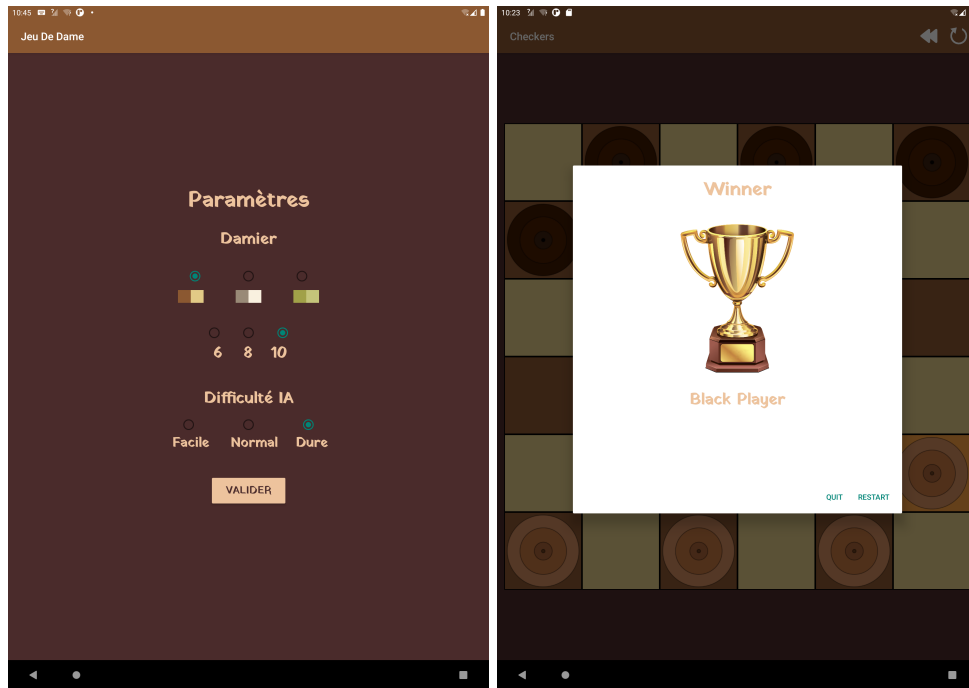 10:45
Jeu De Dame
Paramètres
Damier
6 8 10
Difficulté IA
Facile Normal Dure
VALIDER
10:23
Checkers
Winner
Black Player
QUIT RESTART